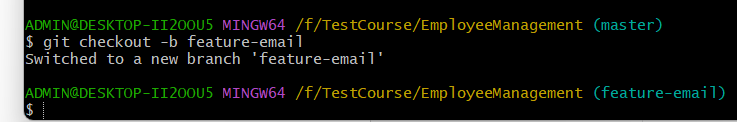 ADMIN@DESKTOP-II2OOU5 MINGW64 /f/TestCourse/EmployeeManagement (master)
$ git checkout -b feature-email
Switched to a new branch 'feature-email'
ADMIN@DESKTOP-II2OOU5 MINGW64 /f/TestCourse/EmployeeManagement (feature-email)
$